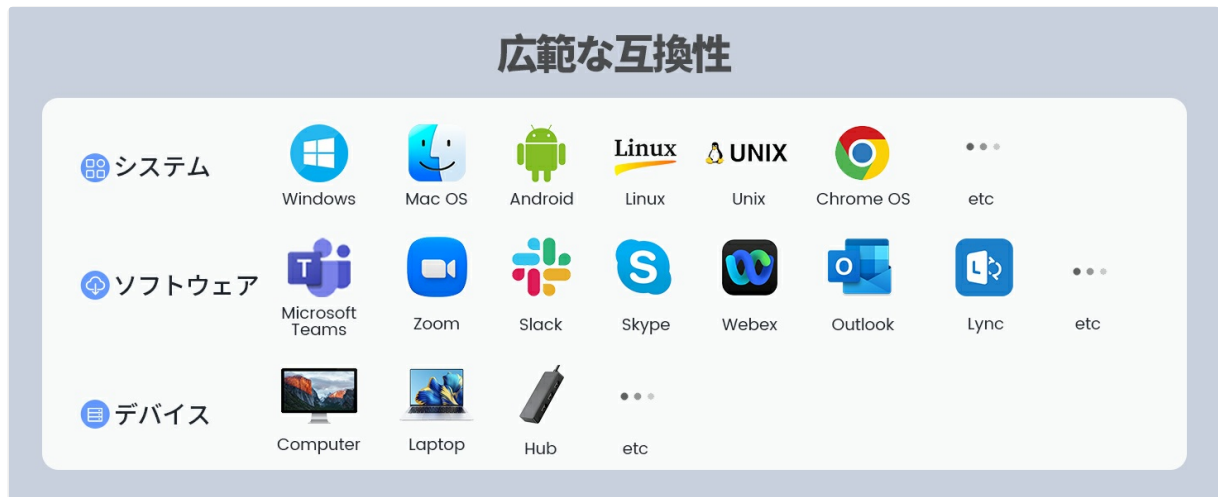 広範な互換性
システム
Linux
UNIX
Windows
Mac OS
Android
Linux
Unix
Chrome OS
etc
ソフトウェア
T
S
O
L
Microsoft
Teams
Zoom
Slack
Skype
Webex
Outlook
Lync
etc
デバイス
Computer
Laptop
Hub
etc